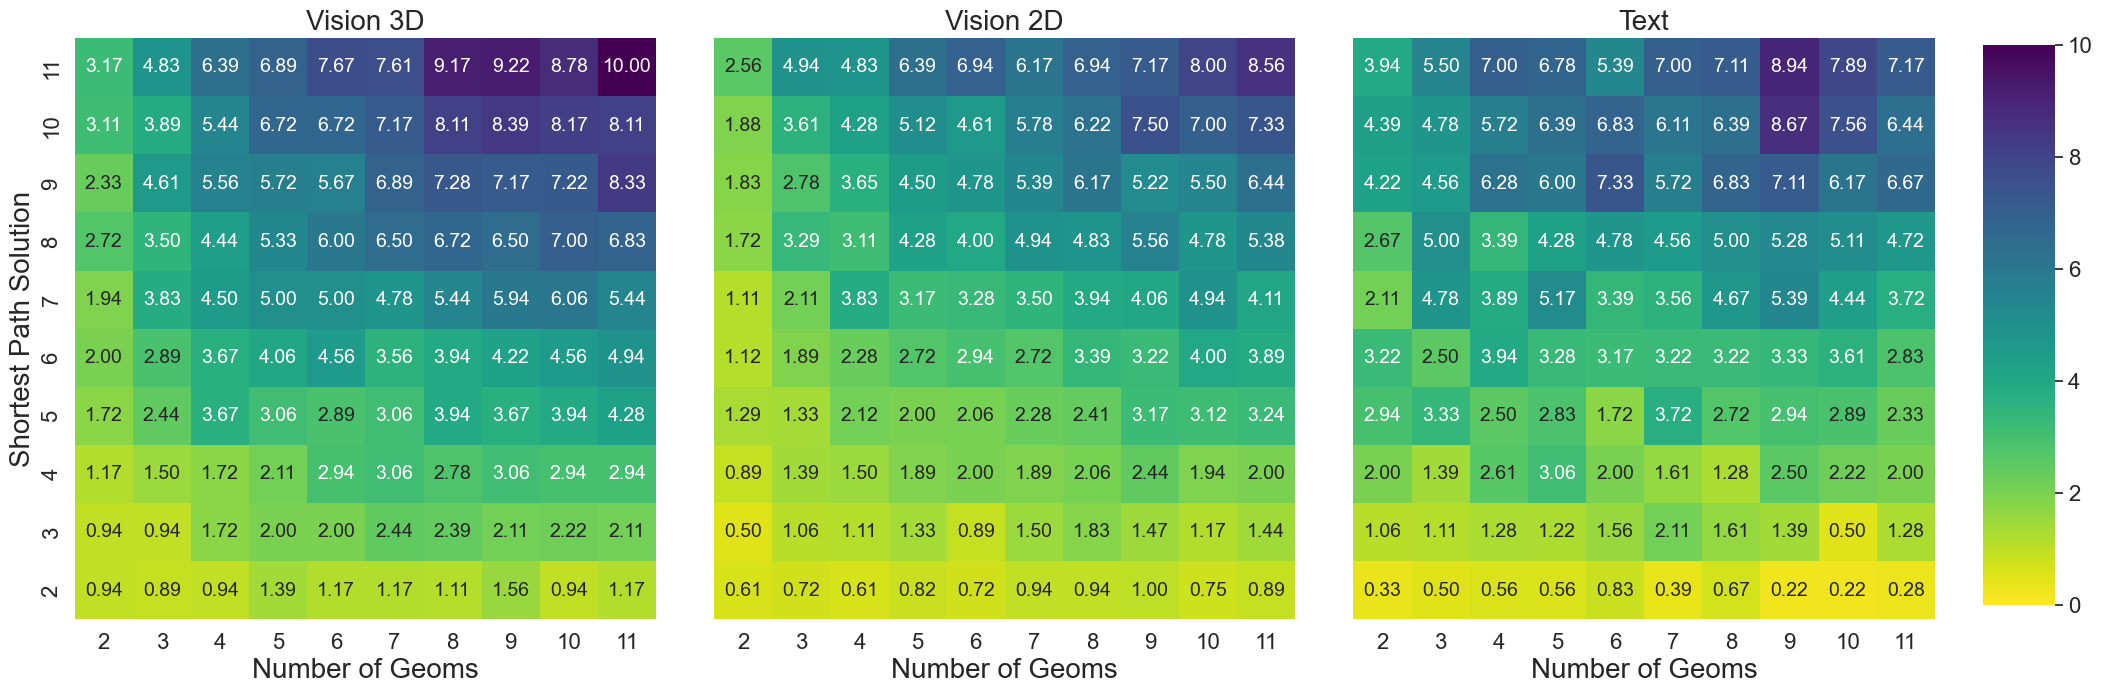 Vision 3D
Vision 2D
Text
Shortest Path Solution
11 3.17 4.83 6.39 6.89 7.67 7.61 9.17 9.22 8.78 10.00
10 3.11 3.89 5.44 6.72 6.72 7.17 8.11 8.39 8.17 8.11
9 2.33 4.61 5.56 5.72 5.67 6.89 7.28 7.17 7.22 8.33
8 2.72 3.50 4.44 5.33 6.00 6.50 6.72 6.50 7.00 6.83
7 1.94 3.83 4.50 5.00 5.00 4.78 5.44 5.94 6.06 5.44
6 2.00 2.89 3.67 4.06 4.56 3.56 3.94 4.22 4.56 4.94
5 1.72 2.44 3.67 3.06 2.89 3.06 3.94 3.67 3.94 4.28
4 1.17 1.50 1.72 2.11 2.94 3.06 2.78 3.06 2.94 2.94
3 0.94 0.94 1.72 2.00 2.00 2.44 2.39 2.11 2.22 2.11
2 0.94 0.89 0.94 1.39 1.17 1.17 1.11 1.56 0.94 1.17
2 3 4 5 6 7 8 9 10 11
Number of Geoms
2.56 4.94 4.83 6.39 6.94 6.17 6.94 7.17 8.00 8.56
1.88 3.61 4.28 5.12 4.61 5.78 6.22 7.50 7.00 7.33
1.83 2.78 3.65 4.50 4.78 5.39 6.17 5.22 5.50 6.44
1.72 3.29 3.11 4.28 4.00 4.94 4.83 5.56 4.78 5.38
1.11 2.11 3.83 3.17 3.28 3.50 3.94 4.06 4.94 4.11
1.12 1.89 2.28 2.72 2.94 2.72 3.39 3.22 4.00 3.89
1.29 1.33 2.12 2.00 2.06 2.28 2.41 3.17 3.12 3.24
0.89 1.39 1.50 1.89 2.00 1.89 2.06 2.44 1.94 2.00
0.50 1.06 1.11 1.33 0.89 1.50 1.83 1.47 1.17 1.44
0.61 0.72 0.61 0.82 0.72 0.94 0.94 1.00 0.75 0.89
2 3 4 5 6 7 8 9 10 11
Number of Geoms
3.94 5.50 7.00 6.78 5.39 7.00 7.11 8.94 7.89 7.17
4.39 4.78 5.72 6.39 6.83 6.11 6.39 8.67 7.56 6.44
4.22 4.56 6.28 6.00 7.33 5.72 6.83 7.11 6.17 6.67
2.67 5.00 3.39 4.28 4.78 4.56 5.00 5.28 5.11 4.72
2.11 4.78 3.89 5.17 3.39 3.56 4.67 5.39 4.44 3.72
3.22 2.50 3.94 3.28 3.17 3.22 3.22 3.33 3.61 2.83
2.94 3.33 2.50 2.83 1.72 3.72 2.72 2.94 2.89 2.33
2.00 1.39 2.61 3.06 2.00 1.61 1.28 2.50 2.22 2.00
1.06 1.11 1.28 1.22 1.56 2.11 1.61 1.39 0.50 1.28
0.33 0.50 0.56 0.56 0.83 0.39 0.67 0.22 0.22 0.28
2 3 4 5 6 7 8 9 10 11
Number of Geoms
10
8
6
4
2
0